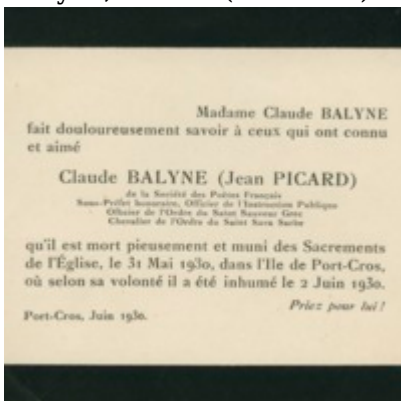 Madame Claude BALYNE
fait douloureusement savoir à ceux qui ont connu
et aimé
Claude BALYNE (Jean PICARD)
de la Société des Poètes Français
Sous-Préfet honoraire, Officier de l'Instruction Publique
Officier de l'Ordre du Saint Sauveur Grec
Chevalier de l'Ordre du Saint Sava Serbe
qu'il est mort pieusement et muni des Sacrements
de l'Église, le 31 Mai 1930, dans l'Ile de Port-Cros,
où selon sa volonté il a été inhumé le 2 Juin 1930.
Priez pour lui !
Port-Cros, Juin 1930.